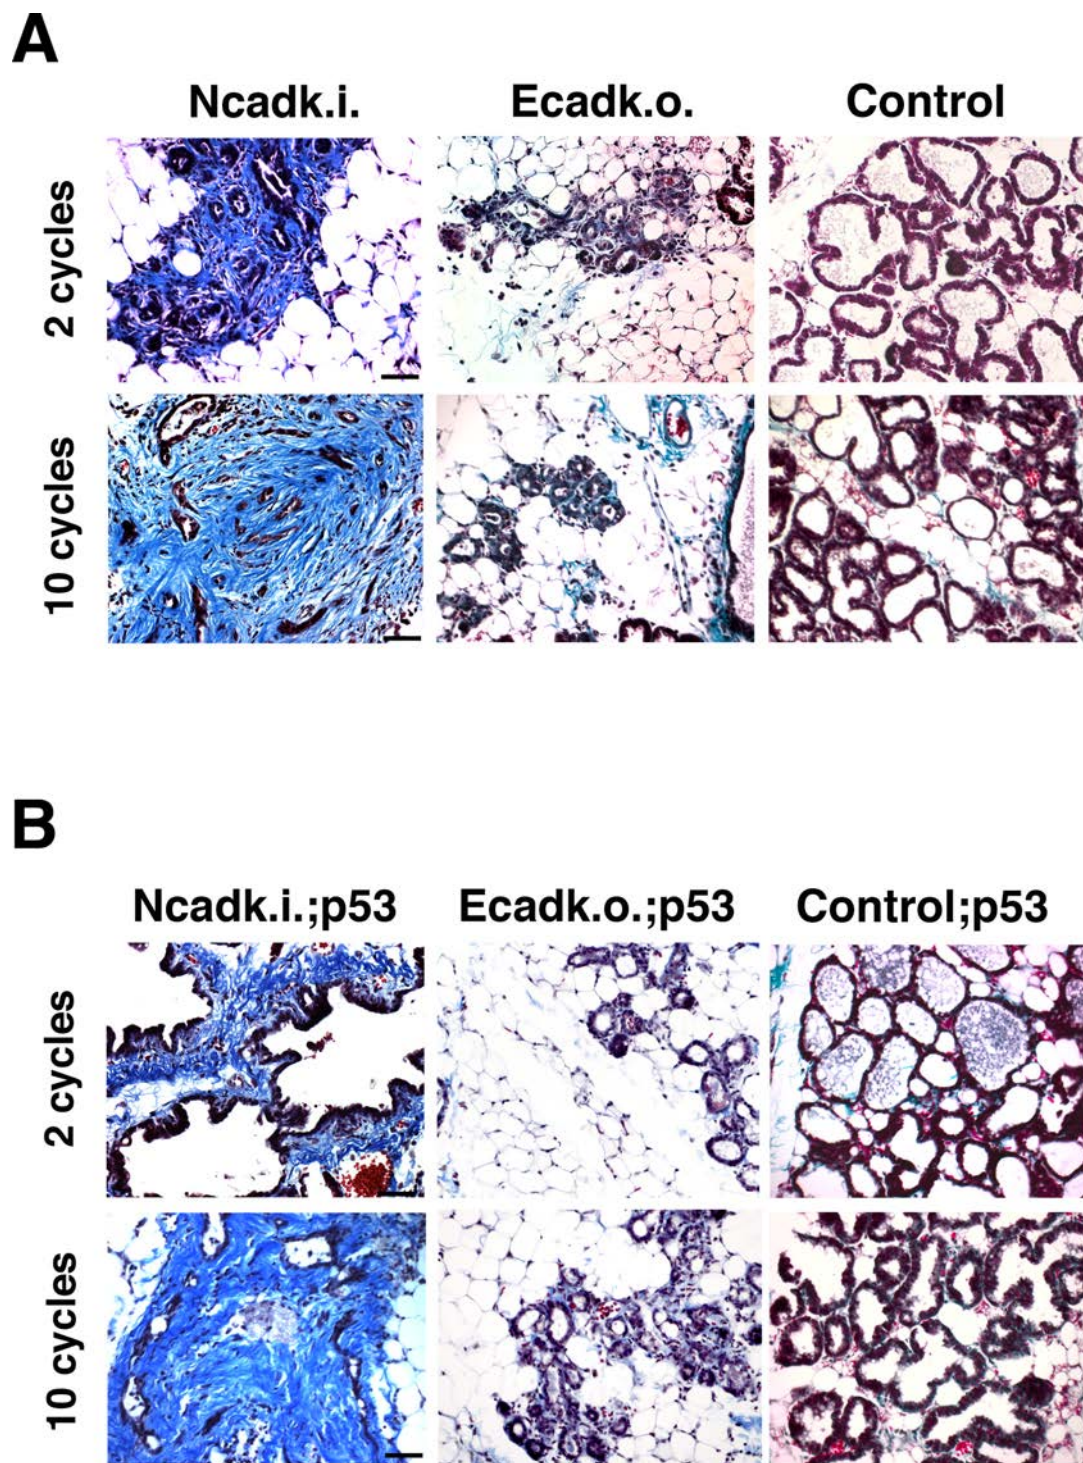 A
Ncadk.i. Ecadk.o. Control
2 cycles
10 cycles
B
Ncadk.i.;p53 Ecadk.o.;p53 Control;p53
2 cycles
10 cycles